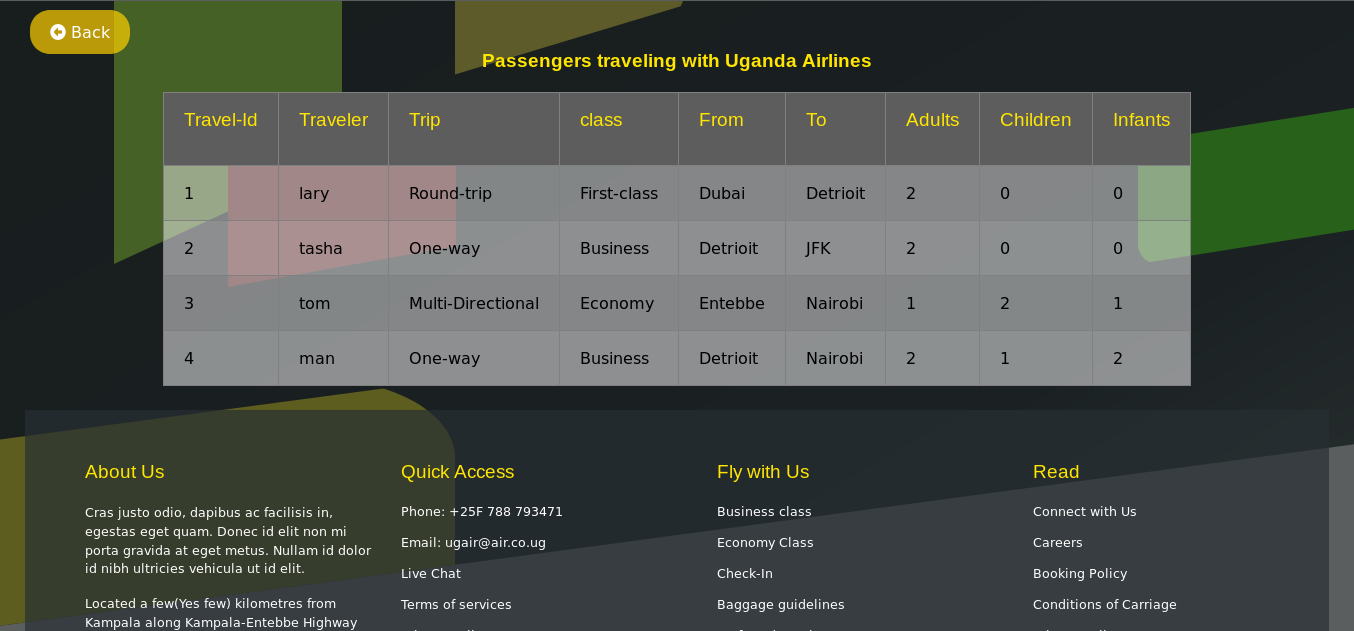 Back
Passengers traveling with Uganda Airlines
Travel-Id Traveler Trip class From To Adults Children Infants
1 lary Round-trip First-class Dubai Detrioit 2 0 0
2 tasha One-way Business Detrioit JFK 2 0 0
3 tom Multi-Directional Economy Entebbe Nairobi 1 2 1
4 man One-way Business Detrioit Nairobi 2 1 2
About Us
Cras justo odio, dapibus ac facilisis in,
egestas eget quam. Donec id elit non mi
porta gravida at eget metus. Nullam id dolor
id nibh ultricies vehicula ut id elit.
Located a few(Yes few) kilometres from
Kampala along Kampala-Entebbe Highway
Quick Access
Phone: +25F 788 793471
Email: ugair@air.co.ug
Live Chat
Terms of services
Fly with Us
Business class
Economy Class
Check-In
Baggage guidelines
Read
Connect with Us
Careers
Booking Policy
Conditions of Carriage